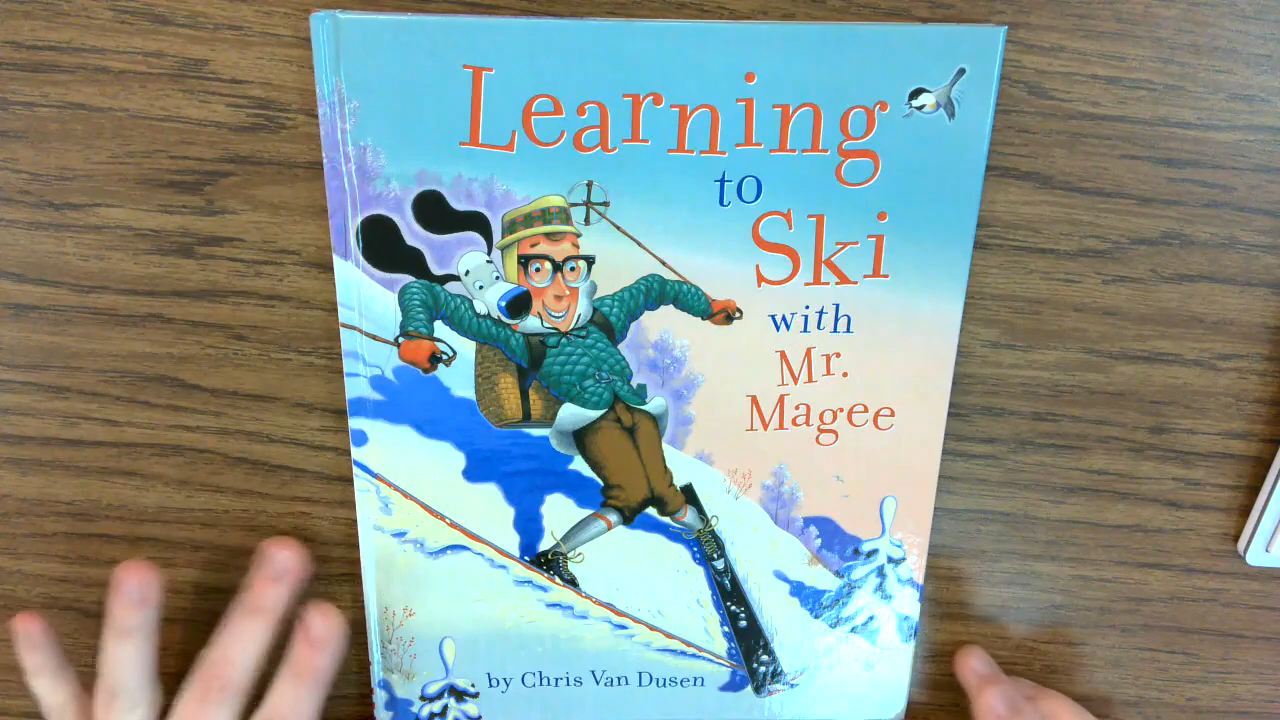 Learning
to
Ski
with
Mr.
Magee
by Chris Van Dusen